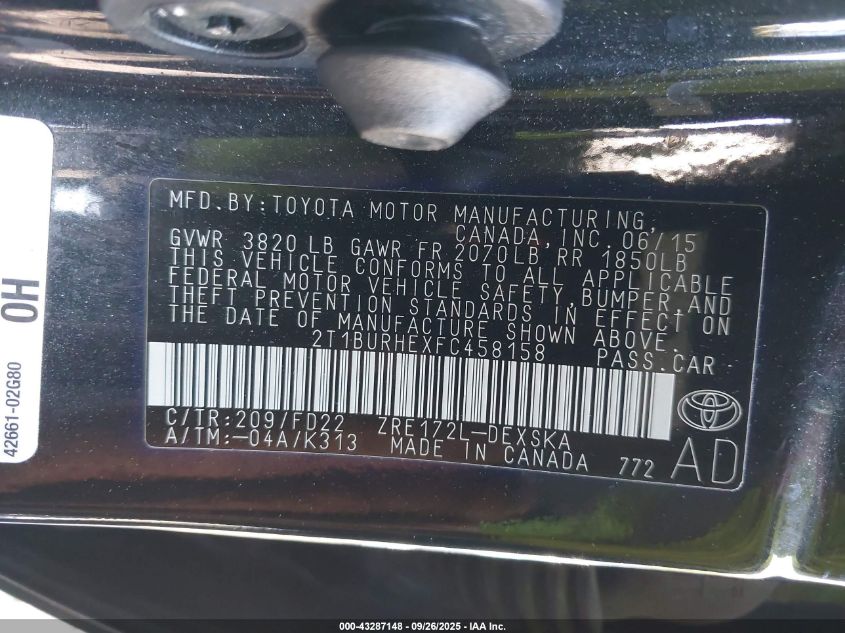 MFD. BY: TOYOTA MOTOR MANUFACTURING,
CANADA, INC. 06/15
GVWR 3820 LB GAWR FR 2070LB RR 1850LB
THIS VEHICLE CONFORMS TO ALL APPLICABLE
FEDERAL MOTOR VEHICLE SAFETY, BUMPER, AND
THEFT PREVENTION STANDARDS IN EFFECT ON
THE DATE OF MANUFACTURE SHOWN ABOVE.
2T1BURHEXFC458158 PASS. CAR
C/TR: 209/FD22 ZRE172L-DEXSKA
A/TM: -04A/K313 MADE IN CANADA 772
AD
TOYOTA
42661-02G80 0H
000-43287148 - 09/26/2025 - IAA Inc.